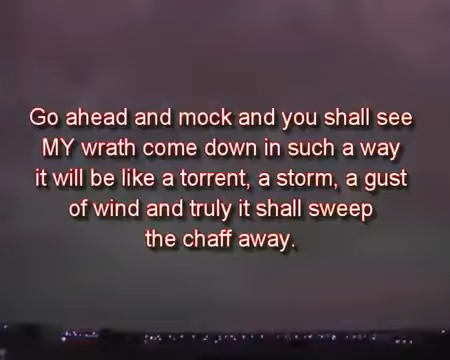 Go ahead and mock and you shall see
MY wrath come down in such a way
it will be like a torrent, a storm, a gust
of wind and truly it shall sweep
the chaff away.